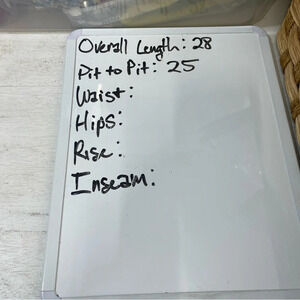 Overall Length: 28
Pit to Pit: 25
Waist:
Hips:
Rise:
Inseam: